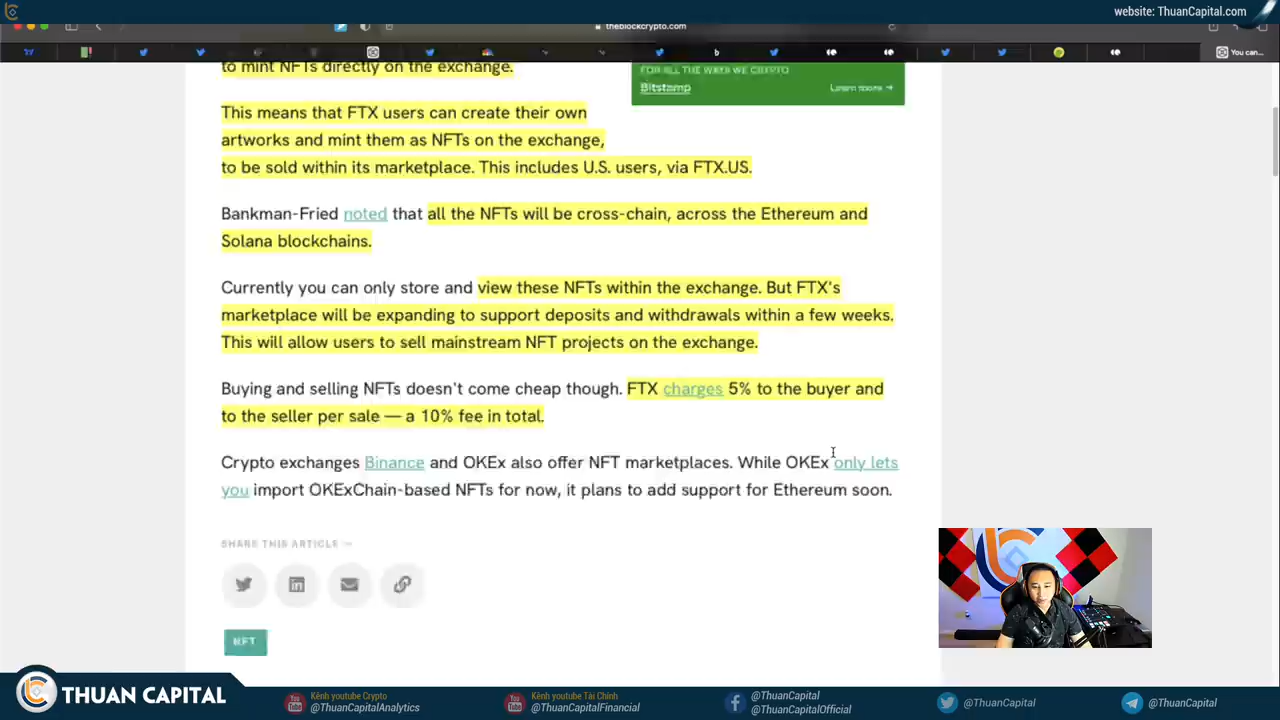 website: ThuanCapital.com
theblockcrypto.com
You can...
to mint NFTs directly on the exchange.
FOR ALL THE WAYS WE CRYPTO
Bitstamp
Learn more →
This means that FTX users can create their own
artworks and mint them as NFTs on the exchange,
to be sold within its marketplace. This includes U.S. users, via FTX.US.
Bankman-Fried noted that all the NFTs will be cross-chain, across the Ethereum and
Solana blockchains.
Currently you can only store and view these NFTs within the exchange. But FTX's
marketplace will be expanding to support deposits and withdrawals within a few weeks.
This will allow users to sell mainstream NFT projects on the exchange.
Buying and selling NFTs doesn't come cheap though. FTX charges 5% to the buyer and
to the seller per sale — a 10% fee in total.
Crypto exchanges Binance and OKEx also offer NFT marketplaces. While OKEx only lets
you import OKExChain-based NFTs for now, it plans to add support for Ethereum soon.
SHARE THIS ARTICLE
NFT
THUAN CAPITAL
Kênh youtube Crypto
@ThuanCapitalAnalytics
Kênh youtube Tài Chính
@ThuanCapitalFinancial
@ThuanCapital
@ThuanCapitalOfficial
@ThuanCapital
@ThuanCapital